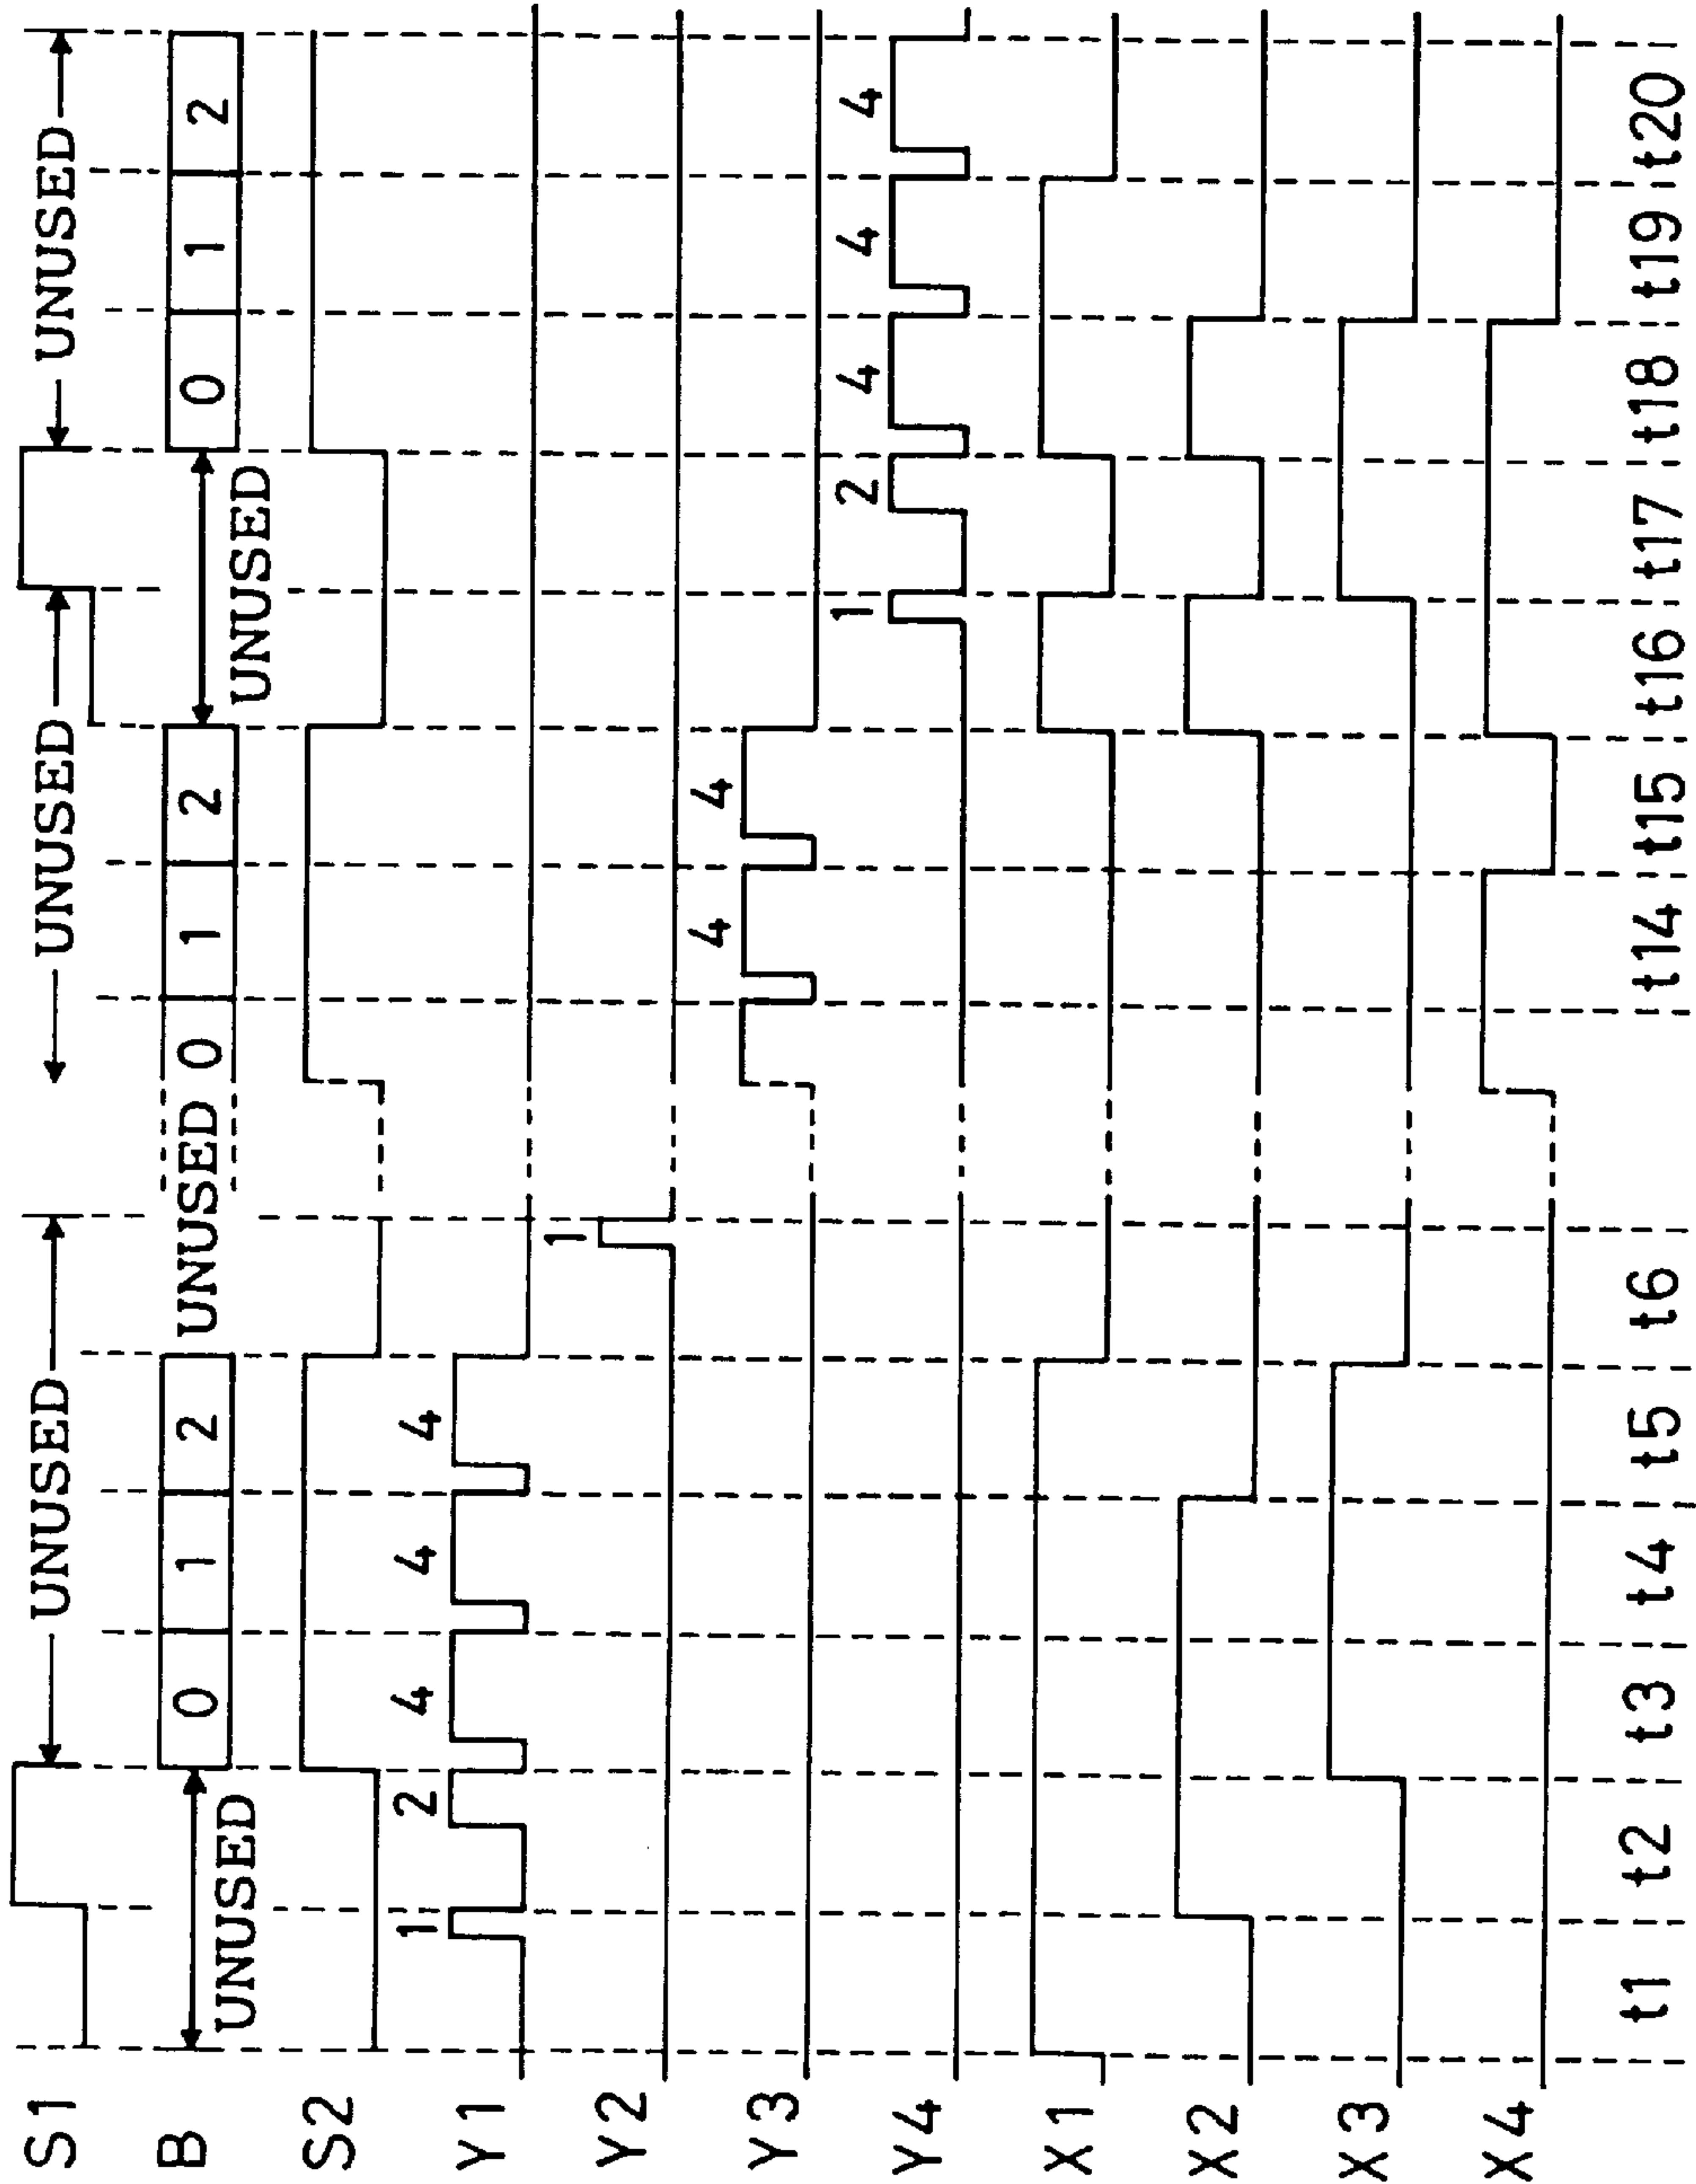 S1 UNUSED UNUSED UNUSED
B UNUSED 0 1 2 UNUSED 0 1 2 UNUSED 0 1 2
S2
Y1 1 2 4 4 4
Y2 1
Y3 4 4
Y4 1 2 4 4 4
X1
X2
X3
X4
t1 t2 t3 t4 t5 t6 t14 t15 t16 t17 t18 t19 t20